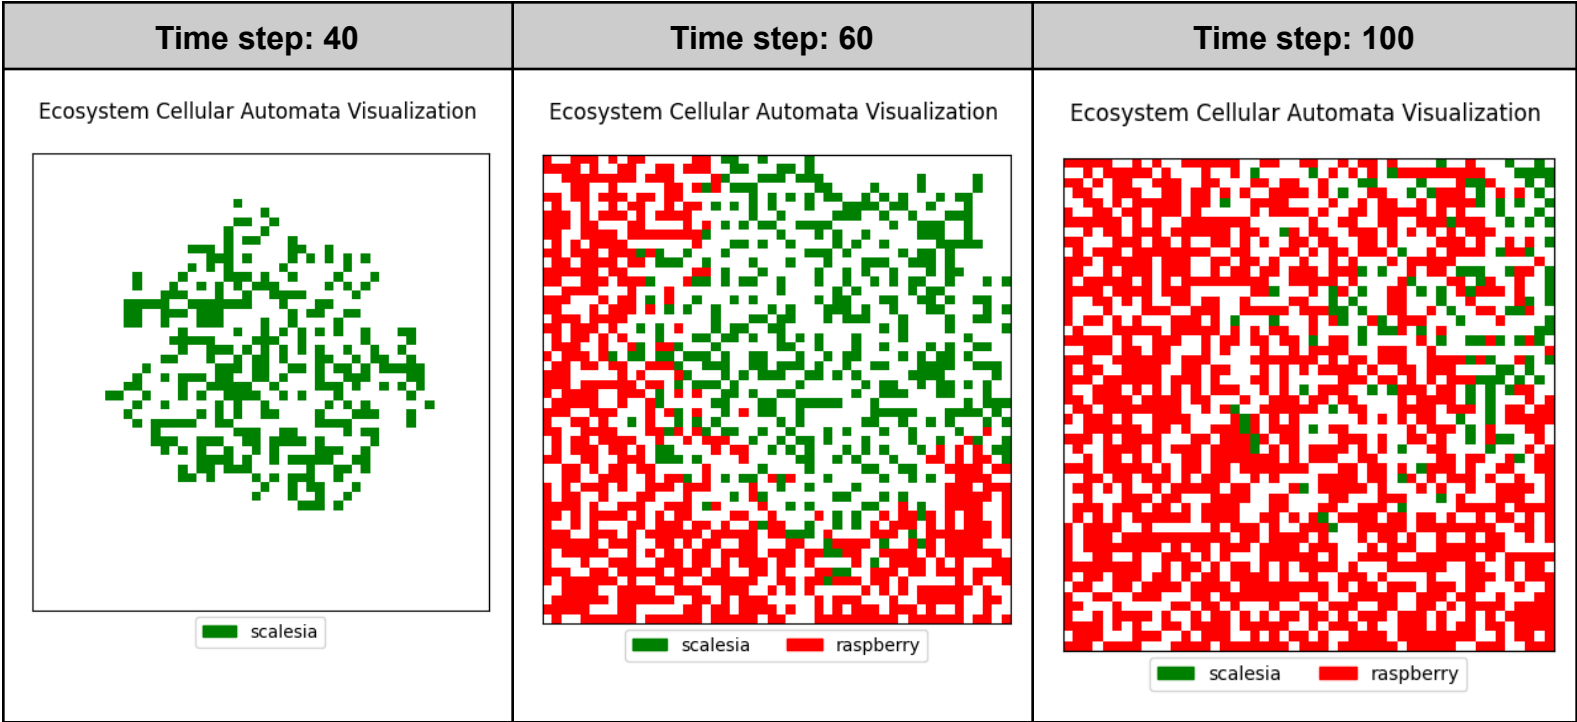 Time step: 40
Time step: 60
Time step: 100
Ecosystem Cellular Automata Visualization
Ecosystem Cellular Automata Visualization
Ecosystem Cellular Automata Visualization
scalesia
scalesia raspberry
scalesia raspberry